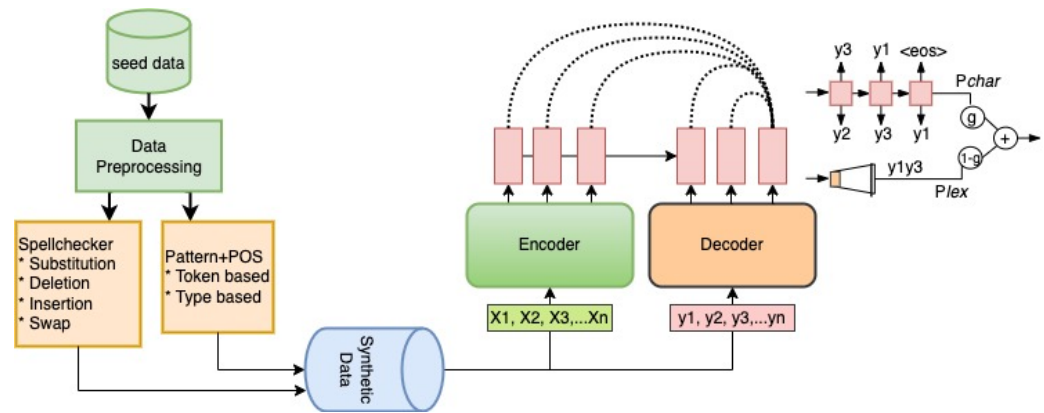 seed data
Data
Preprocessing
Spellchecker
* Substitution
* Deletion
* Insertion
* Swap
Pattern+POS
* Token based
* Type based
Synthetic
Data
Encoder
Decoder
X1, X2, X3,...Xn
y1, y2, y3,...yn
y3 y1 <eos>
Pchar
y2 y3 y1
g
+
1-g
y1y3
Plex